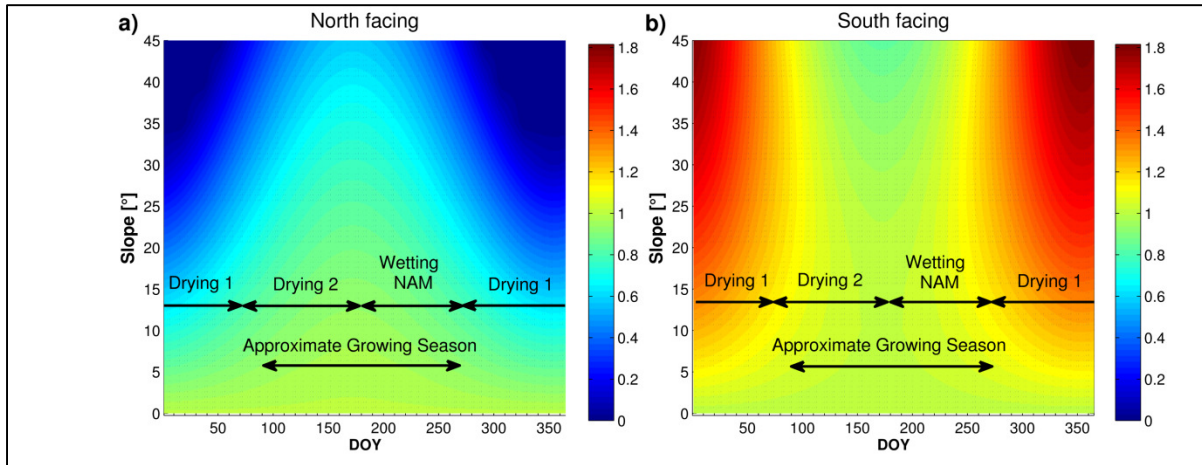 a)
North facing
45
40
35
30
25
20
15
10
5
0
Slope [°]
Drying 1
Drying 2
Wetting
NAM
Drying 1
Approximate Growing Season
50
100
150
200
250
300
350
DOY
1.8
1.6
1.4
1.2
1
0.8
0.6
0.4
0.2
0
b)
South facing
45
40
35
30
25
20
15
10
5
0
Slope [°]
Drying 1
Drying 2
Wetting
NAM
Drying 1
Approximate Growing Season
50
100
150
200
250
300
350
DOY
1.8
1.6
1.4
1.2
1
0.8
0.6
0.4
0.2
0